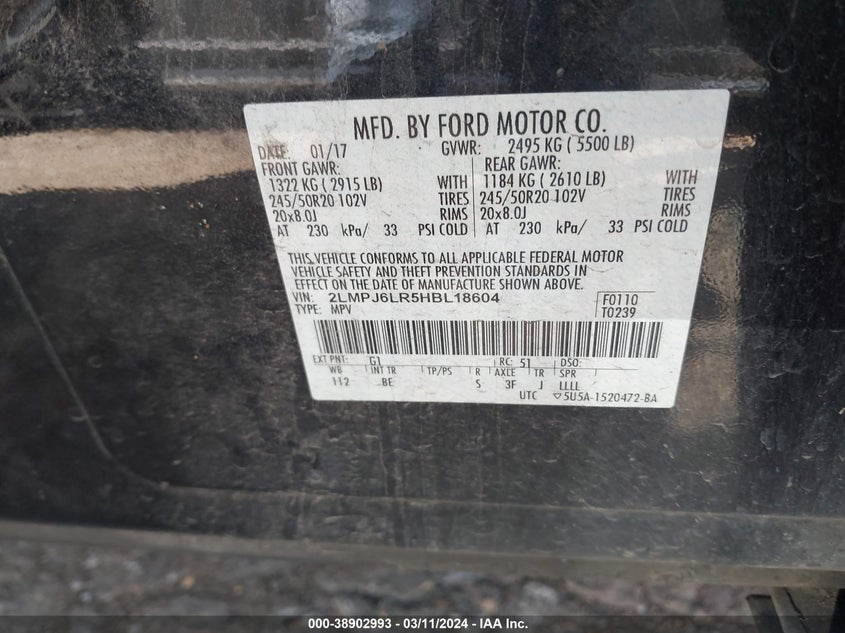 MFD. BY FORD MOTOR CO.
DATE: 01/17 GVWR: 2495 KG ( 5500 LB)
FRONT GAWR: REAR GAWR:
1322 KG ( 2915 LB) WITH 1184 KG ( 2610 LB) WITH
245/50R20 102V TIRES 245/50R20 102V TIRES
20x8.0J RIMS 20x8.0J RIMS
AT 230 kPa/ 33 PSI COLD AT 230 kPa/ 33 PSI COLD
THIS VEHICLE CONFORMS TO ALL APPLICABLE FEDERAL MOTOR
VEHICLE SAFETY AND THEFT PREVENTION STANDARDS IN
EFFECT ON THE DATE OF MANUFACTURE SHOWN ABOVE.
VIN: 2LMPJ6LR5HBL18604 F0110
TYPE: MPV T0239
EXT PNT: G1 RC: 51 DSO:
WB INT TR TP/PS R AXLE TR SPR
112 BE S 3F J LLLL
UTC ▽5U5A-1520472-BA
000-38902993 - 03/11/2024 - IAA Inc.